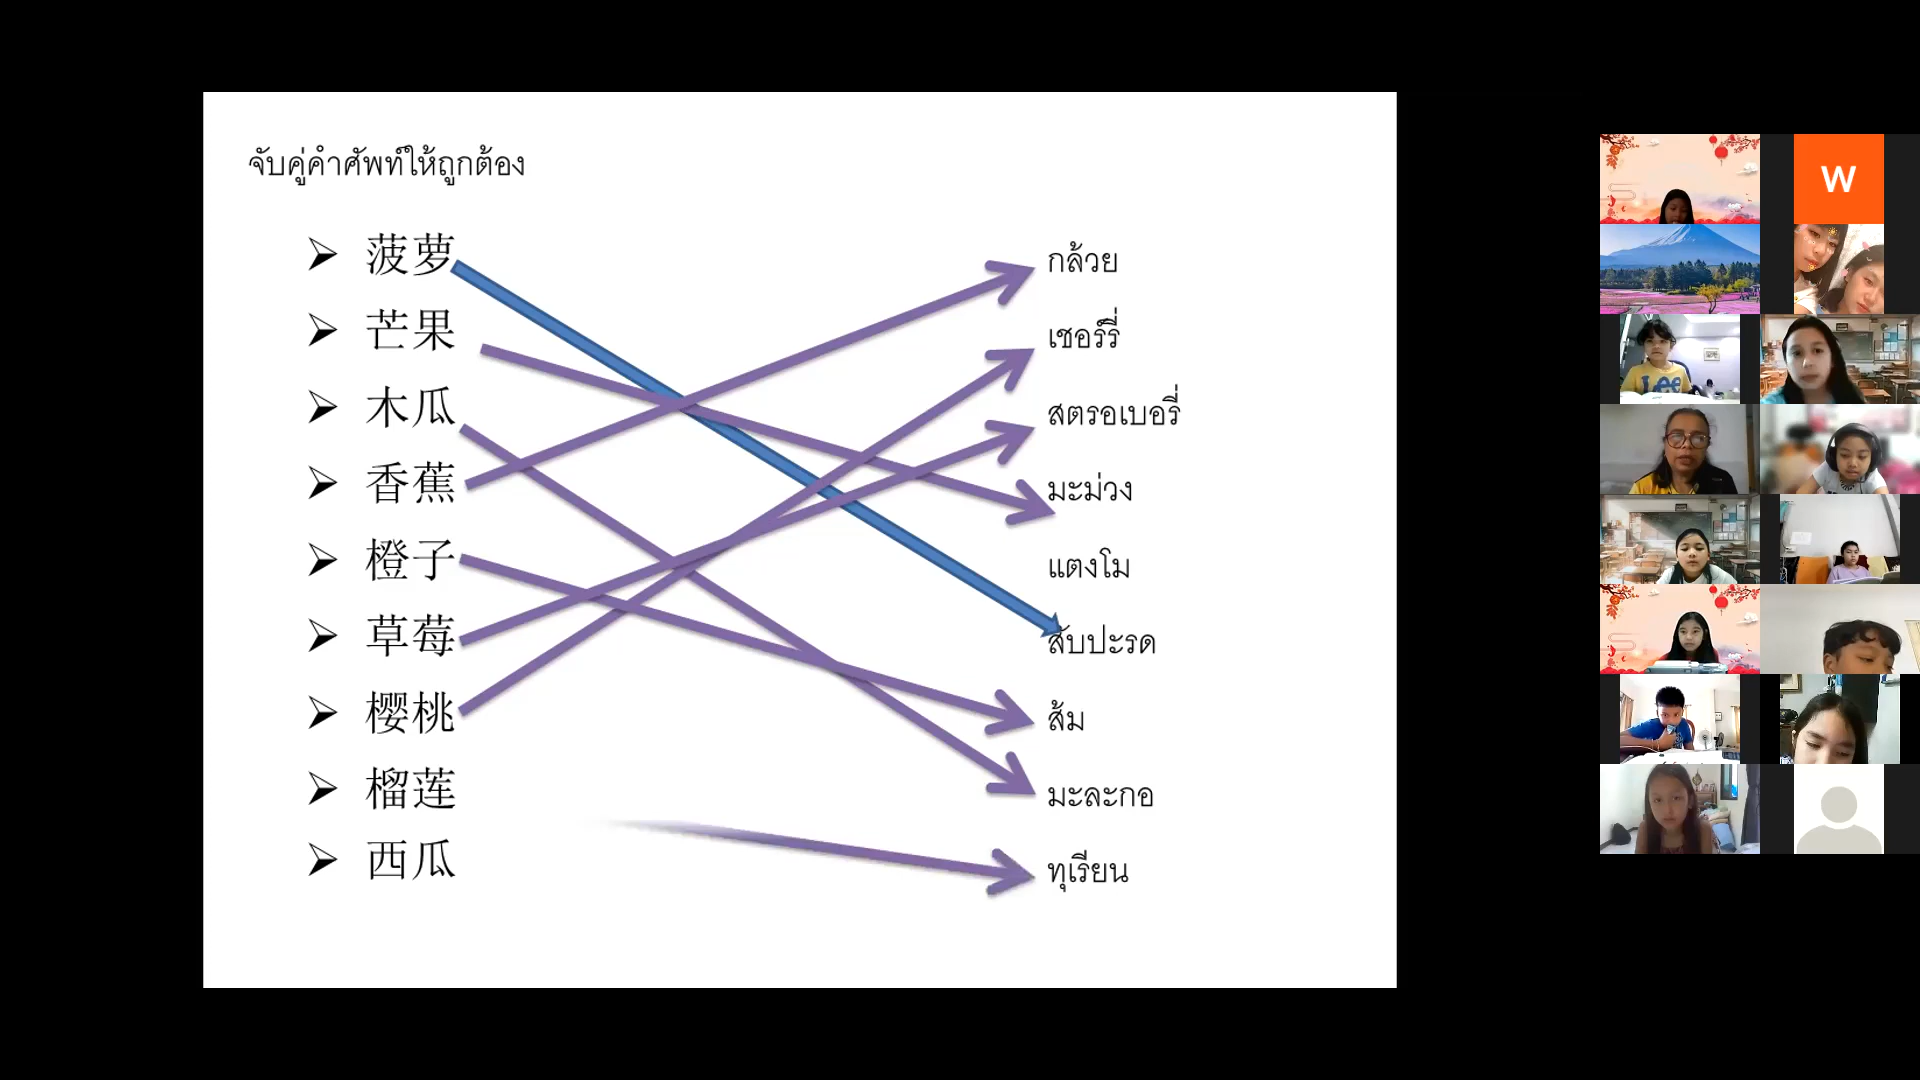 จับคู่คำศัพท์ให้ถูกต้อง
菠萝
芒果
木瓜
香蕉
橙子
草莓
樱桃
榴莲
西瓜
กล้วย
เชอร์รี่
สตรอเบอรี่
มะม่วง
แตงโม
สับปะรด
ส้ม
มะละกอ
ทุเรียน
W
Lee